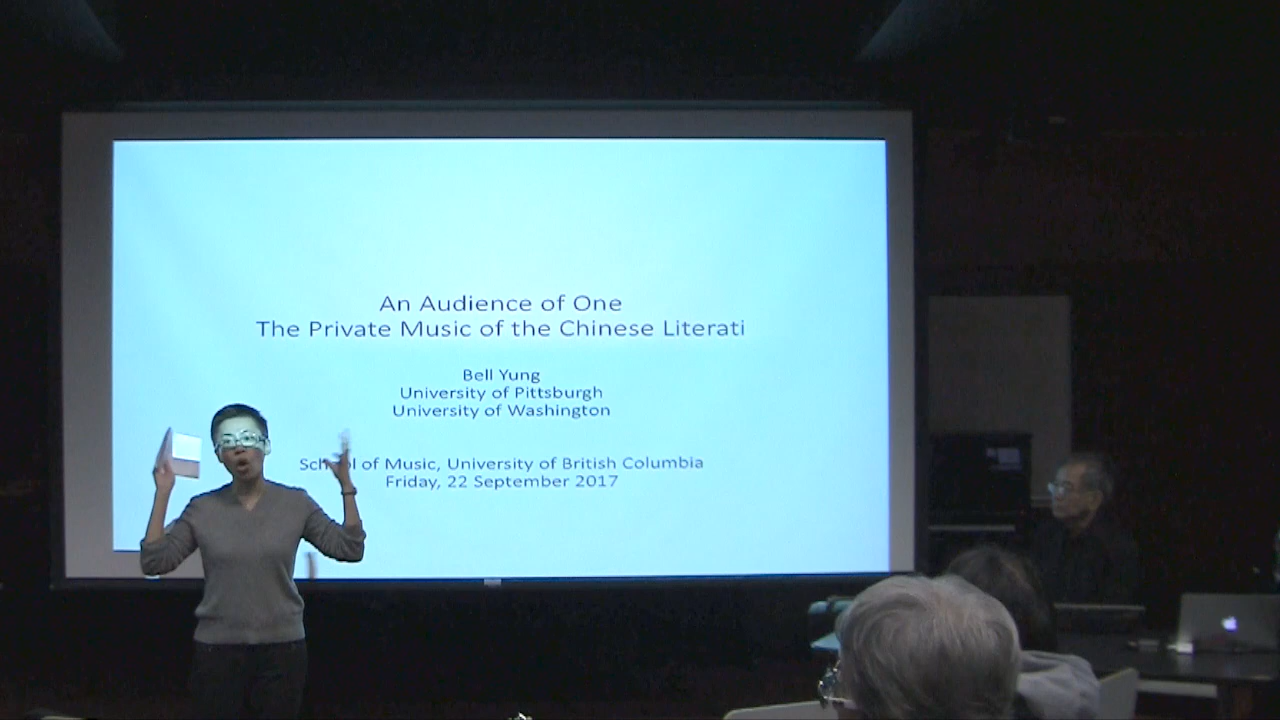 An Audience of One
The Private Music of the Chinese Literati
Bell Yung
University of Pittsburgh
University of Washington
School of Music, University of British Columbia
Friday, 22 September 2017